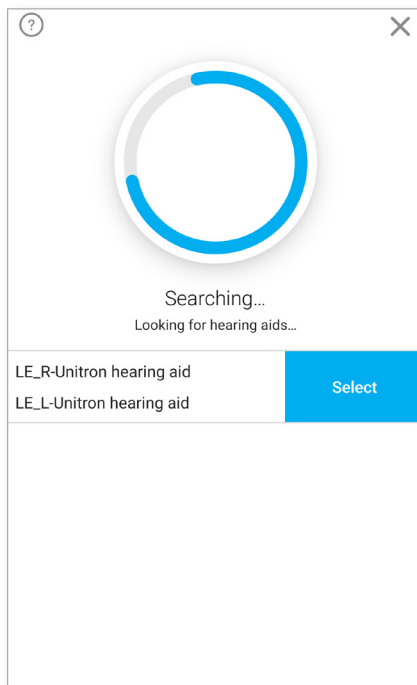 ?
Searching...
Looking for hearing aids...
LE_R-Unitron hearing aid
Select
LE_L-Unitron hearing aid